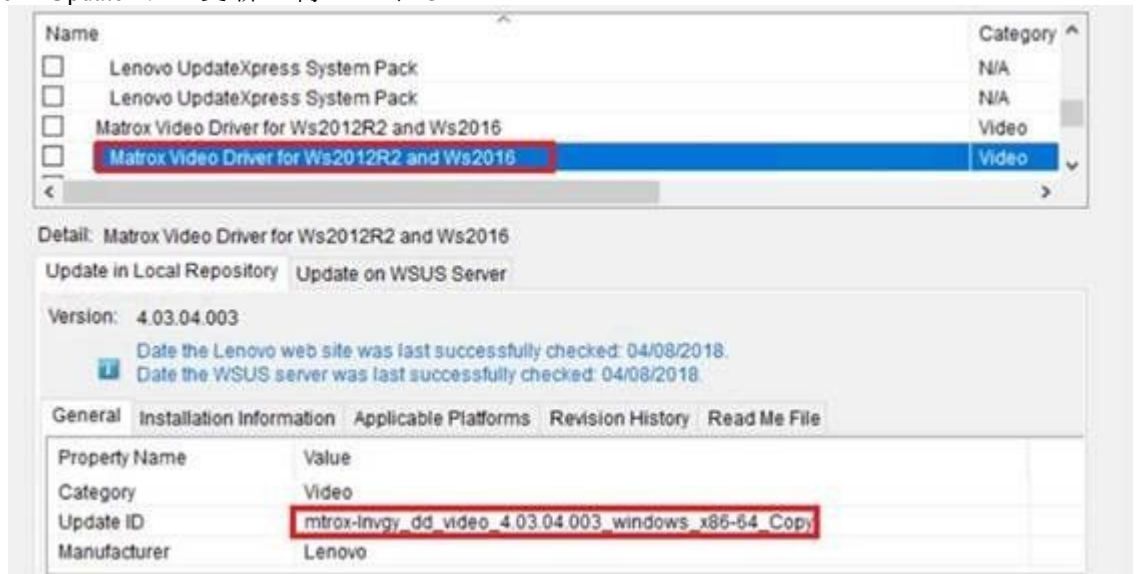 Name Category
Lenovo UpdateXpress System Pack N/A
Lenovo UpdateXpress System Pack N/A
Matrox Video Driver for Ws2012R2 and Ws2016 Video
Matrox Video Driver for Ws2012R2 and Ws2016 Video
Detail: Matrox Video Driver for Ws2012R2 and Ws2016
Update in Local Repository Update on WSUS Server
Version: 4.03.04.003
Date the Lenovo web site was last successfully checked: 04/08/2018.
Date the WSUS server was last successfully checked: 04/08/2018.
General Installation Information Applicable Platforms Revision History Read Me File
Property Name Value
Category Video
Update ID mtrox-lnvgy_dd_video_4.03.04.003_windows_x86-64_Copy
Manufacturer Lenovo